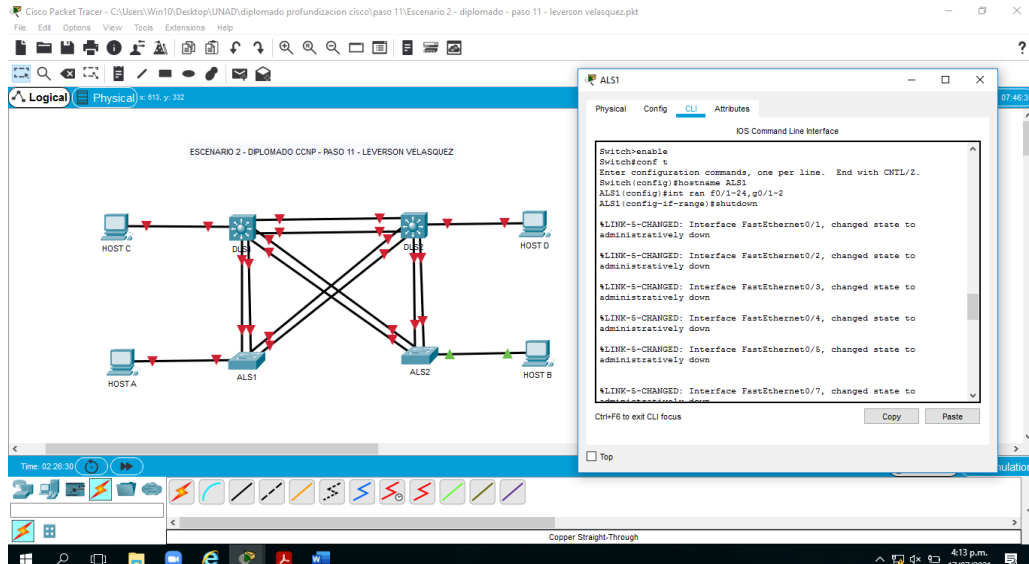 Cisco Packet Tracer - C:\Users\Win10\Desktop\UNAD\diplomado profundizacion cisco\paso 11\Escenario 2 - diplomado - paso 11 - leverson velasquez.pkt
File Edit Options View Tools Extensions Help
?
Logical
Physical
x: 613, y: 332
07:46:3
ESCENARIO 2 - DIPLOMADO CCNP - PASO 11 - LEVERSON VELASQUEZ
HOST C
DLS1
DLS2
HOST D
HOST A
ALS1
ALS2
HOST B
ALS1
Physical Config CLI Attributes
IOS Command Line Interface
Switch>enable
Switch#conf t
Enter configuration commands, one per line. End with CNTL/Z.
Switch(config)#hostname ALS1
ALS1(config)#int ran f0/1-24,g0/1-2
ALS1(config-if-range)#shutdown
%LINK-5-CHANGED: Interface FastEthernet0/1, changed state to
administratively down
%LINK-5-CHANGED: Interface FastEthernet0/2, changed state to
administratively down
%LINK-5-CHANGED: Interface FastEthernet0/3, changed state to
administratively down
%LINK-5-CHANGED: Interface FastEthernet0/4, changed state to
administratively down
%LINK-5-CHANGED: Interface FastEthernet0/5, changed state to
administratively down
%LINK-5-CHANGED: Interface FastEthernet0/7, changed state to
administratively down
Ctrl+F6 to exit CLI focus
Copy
Paste
Top
Time: 02:26:30
Copper Straight-Through
4:13 p.m.